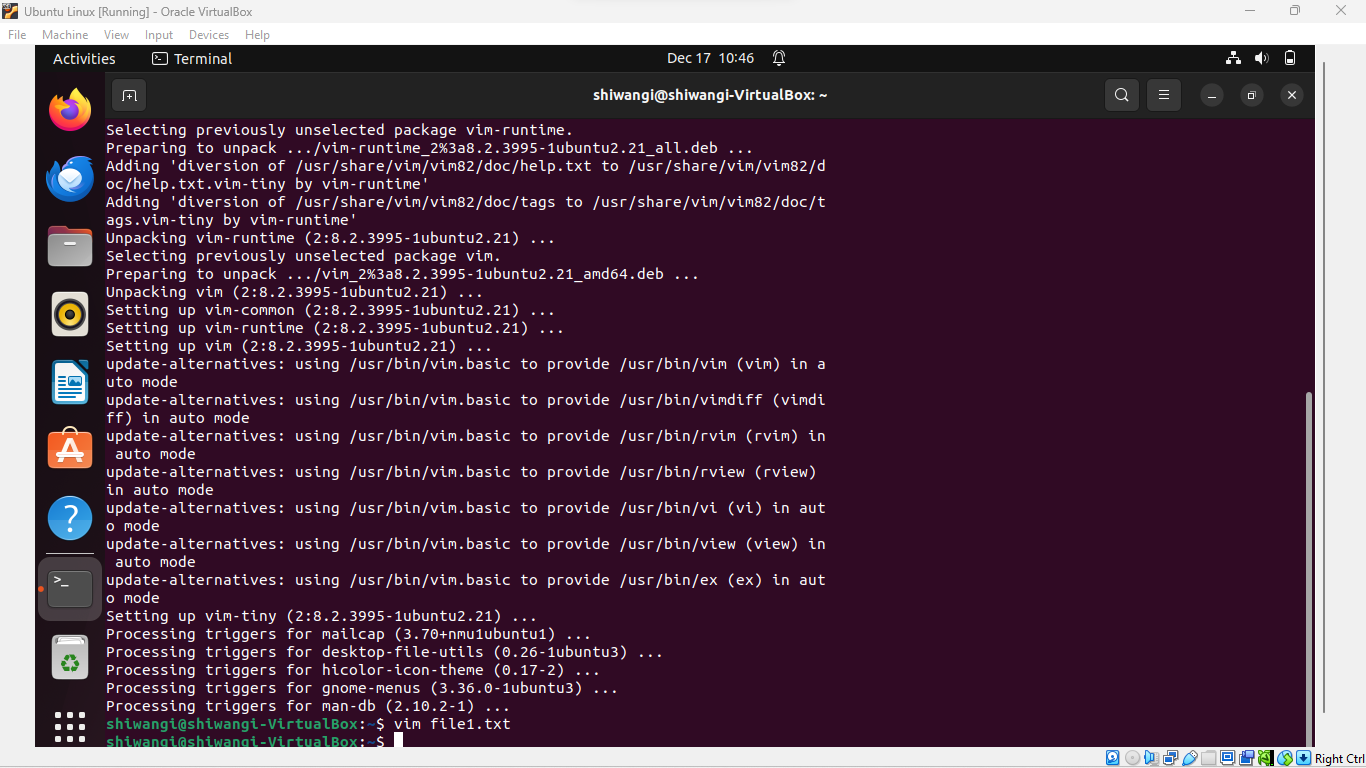 Ubuntu Linux [Running] - Oracle VirtualBox
File Machine View Input Devices Help
Activities Terminal Dec 17 10:46
shiwangi@shiwangi-VirtualBox: ~
Selecting previously unselected package vim-runtime.
Preparing to unpack .../vim-runtime_2%3a8.2.3995-1ubuntu2.21_all.deb ...
Adding 'diversion of /usr/share/vim/vim82/doc/help.txt to /usr/share/vim/vim82/d
oc/help.txt.vim-tiny by vim-runtime'
Adding 'diversion of /usr/share/vim/vim82/doc/tags to /usr/share/vim/vim82/doc/t
ags.vim-tiny by vim-runtime'
Unpacking vim-runtime (2:8.2.3995-1ubuntu2.21) ...
Selecting previously unselected package vim.
Preparing to unpack .../vim_2%3a8.2.3995-1ubuntu2.21_amd64.deb ...
Unpacking vim (2:8.2.3995-1ubuntu2.21) ...
Setting up vim-common (2:8.2.3995-1ubuntu2.21) ...
Setting up vim-runtime (2:8.2.3995-1ubuntu2.21) ...
Setting up vim (2:8.2.3995-1ubuntu2.21) ...
update-alternatives: using /usr/bin/vim.basic to provide /usr/bin/vim (vim) in a
uto mode
update-alternatives: using /usr/bin/vim.basic to provide /usr/bin/vimdiff (vimdi
ff) in auto mode
update-alternatives: using /usr/bin/vim.basic to provide /usr/bin/rvim (rvim) in
 auto mode
update-alternatives: using /usr/bin/vim.basic to provide /usr/bin/rview (rview)
in auto mode
update-alternatives: using /usr/bin/vim.basic to provide /usr/bin/vi (vi) in aut
o mode
update-alternatives: using /usr/bin/vim.basic to provide /usr/bin/view (view) in
 auto mode
update-alternatives: using /usr/bin/vim.basic to provide /usr/bin/ex (ex) in aut
o mode
Setting up vim-tiny (2:8.2.3995-1ubuntu2.21) ...
Processing triggers for mailcap (3.70+nmu1ubuntu1) ...
Processing triggers for desktop-file-utils (0.26-1ubuntu3) ...
Processing triggers for hicolor-icon-theme (0.17-2) ...
Processing triggers for gnome-menus (3.36.0-1ubuntu3) ...
Processing triggers for man-db (2.10.2-1) ...
shiwangi@shiwangi-VirtualBox:~$ vim file1.txt
shiwangi@shiwangi-VirtualBox:~$
Right Ctrl